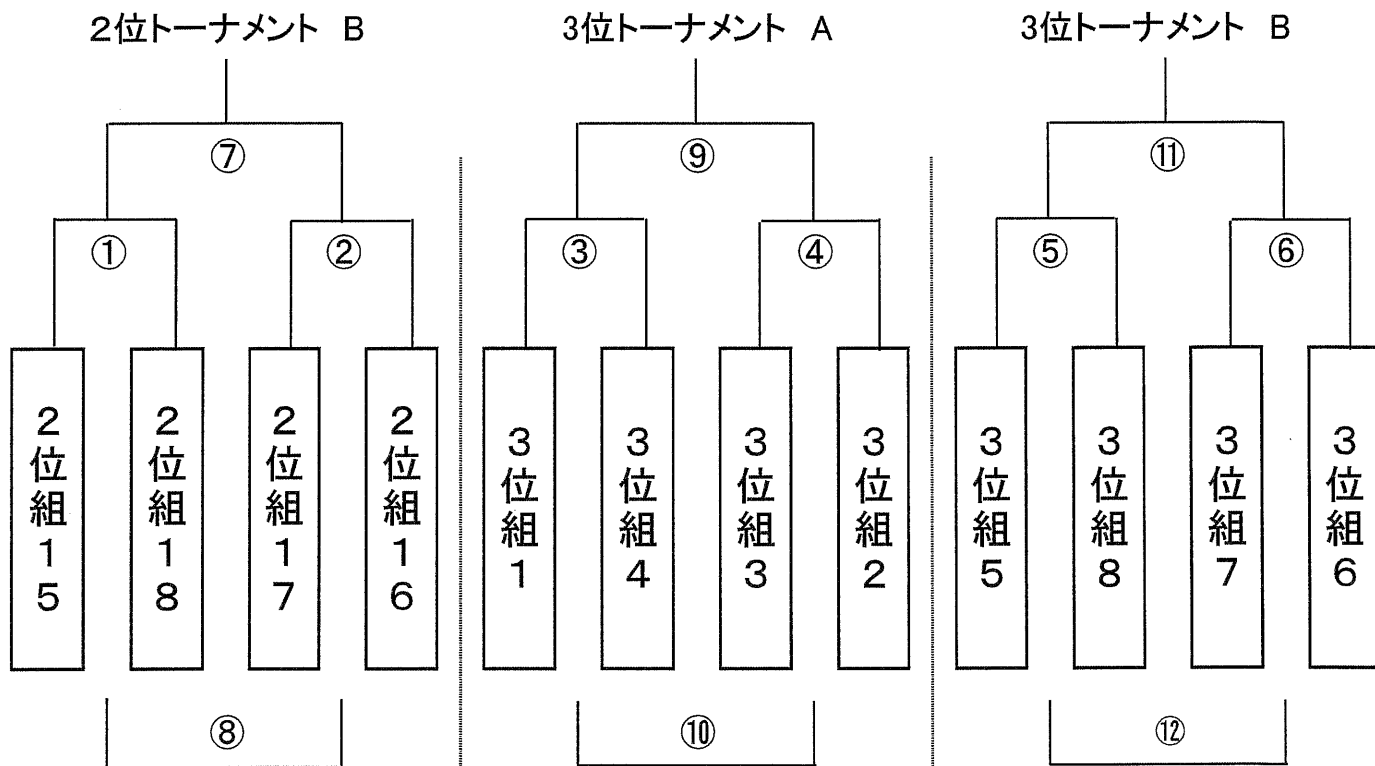 2位トーナメント B
⑦
①
②
2位組15
2位組18
2位組17
2位組16
⑧
3位トーナメント A
⑨
③
④
3位組1
3位組4
3位組3
3位組2
⑩
3位トーナメント B
⑪
⑤
⑥
3位組5
3位組8
3位組7
3位組6
⑫